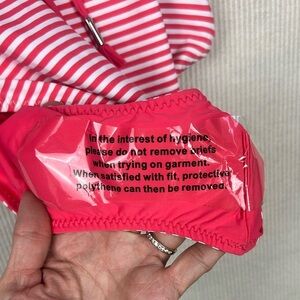 In the interest of hygiene,
please do not remove briefs
when trying on garment.
When satisfied with fit, protective
polythene can then be removed.